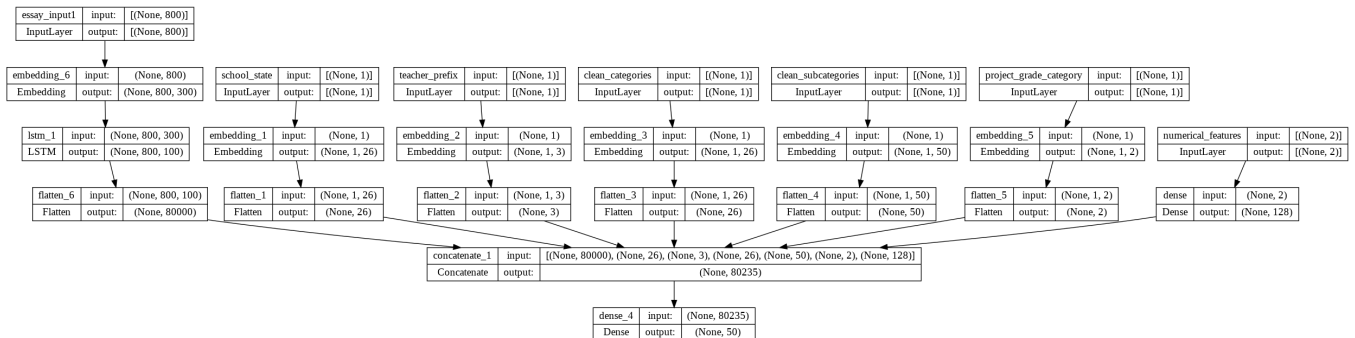 essay_input1 input: [(None, 800)]
InputLayer output: [(None, 800)]
embedding_6 input: (None, 800)
Embedding output: (None, 800, 300)
school_state input: [(None, 1)]
InputLayer output: [(None, 1)]
teacher_prefix input: [(None, 1)]
InputLayer output: [(None, 1)]
clean_categories input: [(None, 1)]
InputLayer output: [(None, 1)]
clean_subcategories input: [(None, 1)]
InputLayer output: [(None, 1)]
project_grade_category input: [(None, 1)]
InputLayer output: [(None, 1)]
lstm_1 input: (None, 800, 300)
LSTM output: (None, 800, 100)
embedding_1 input: (None, 1)
Embedding output: (None, 1, 26)
embedding_2 input: (None, 1)
Embedding output: (None, 1, 3)
embedding_3 input: (None, 1)
Embedding output: (None, 1, 26)
embedding_4 input: (None, 1)
Embedding output: (None, 1, 50)
embedding_5 input: (None, 1)
Embedding output: (None, 1, 2)
numerical_features input: [(None, 2)]
InputLayer output: [(None, 2)]
flatten_6 input: (None, 800, 100)
Flatten output: (None, 80000)
flatten_1 input: (None, 1, 26)
Flatten output: (None, 26)
flatten_2 input: (None, 1, 3)
Flatten output: (None, 3)
flatten_3 input: (None, 1, 26)
Flatten output: (None, 26)
flatten_4 input: (None, 1, 50)
Flatten output: (None, 50)
flatten_5 input: (None, 1, 2)
Flatten output: (None, 2)
dense input: (None, 2)
Dense output: (None, 128)
concatenate_1 input: [(None, 80000), (None, 26), (None, 3), (None, 26), (None, 50), (None, 2), (None, 128)]
Concatenate output: (None, 80235)
dense_4 input: (None, 80235)
Dense output: (None, 50)